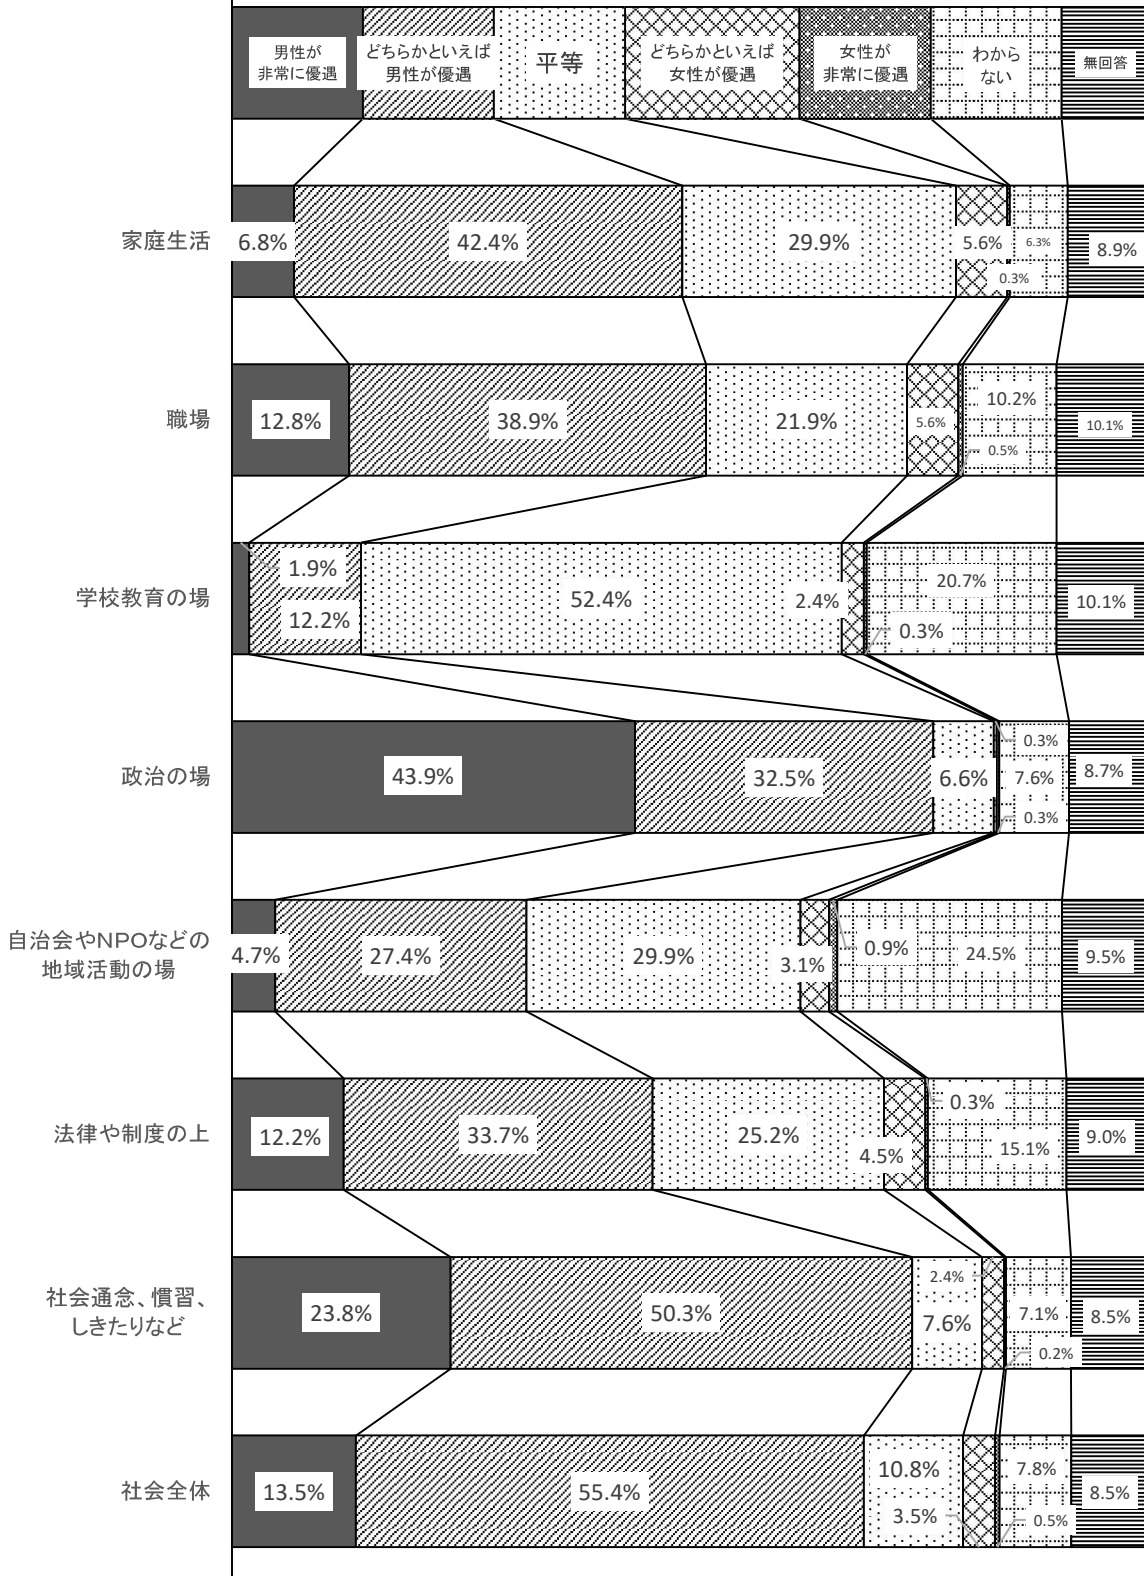 男性が
非常に優遇
どちらかといえば
男性が優遇
平等
どちらかといえば
女性が優遇
女性が
非常に優遇
わから
ない
無回答
家庭生活
6.8%
42.4%
29.9%
5.6%
0.3%
6.3%
8.9%
職場
12.8%
38.9%
21.9%
5.6%
0.5%
10.2%
10.1%
学校教育の場
1.9%
12.2%
52.4%
2.4%
0.3%
20.7%
10.1%
政治の場
43.9%
32.5%
6.6%
0.3%
0.3%
7.6%
8.7%
自治会やNPOなどの
地域活動の場
4.7%
27.4%
29.9%
3.1%
0.9%
24.5%
9.5%
法律や制度の上
12.2%
33.7%
25.2%
4.5%
0.3%
15.1%
9.0%
社会通念、慣習、
しきたりなど
23.8%
50.3%
7.6%
2.4%
0.2%
7.1%
8.5%
社会全体
13.5%
55.4%
10.8%
3.5%
0.5%
7.8%
8.5%